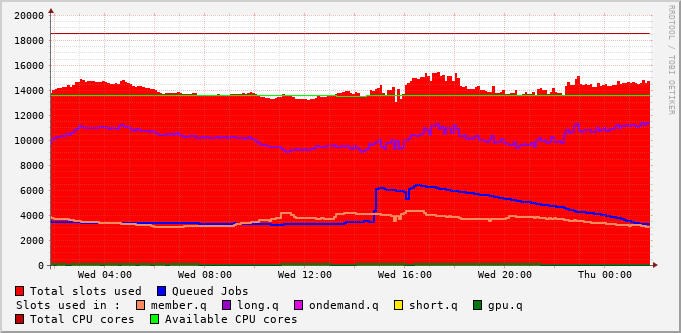 20000
18000
16000
14000
12000
10000
8000
6000
4000
2000
0
Wed 04:00 Wed 08:00 Wed 12:00 Wed 16:00 Wed 20:00 Thu 00:00
RRDTOOL / TOBI OETIKER
Total slots used Queued Jobs
Slots used in : member.q long.q ondemand.q short.q gpu.q
Total CPU cores Available CPU cores